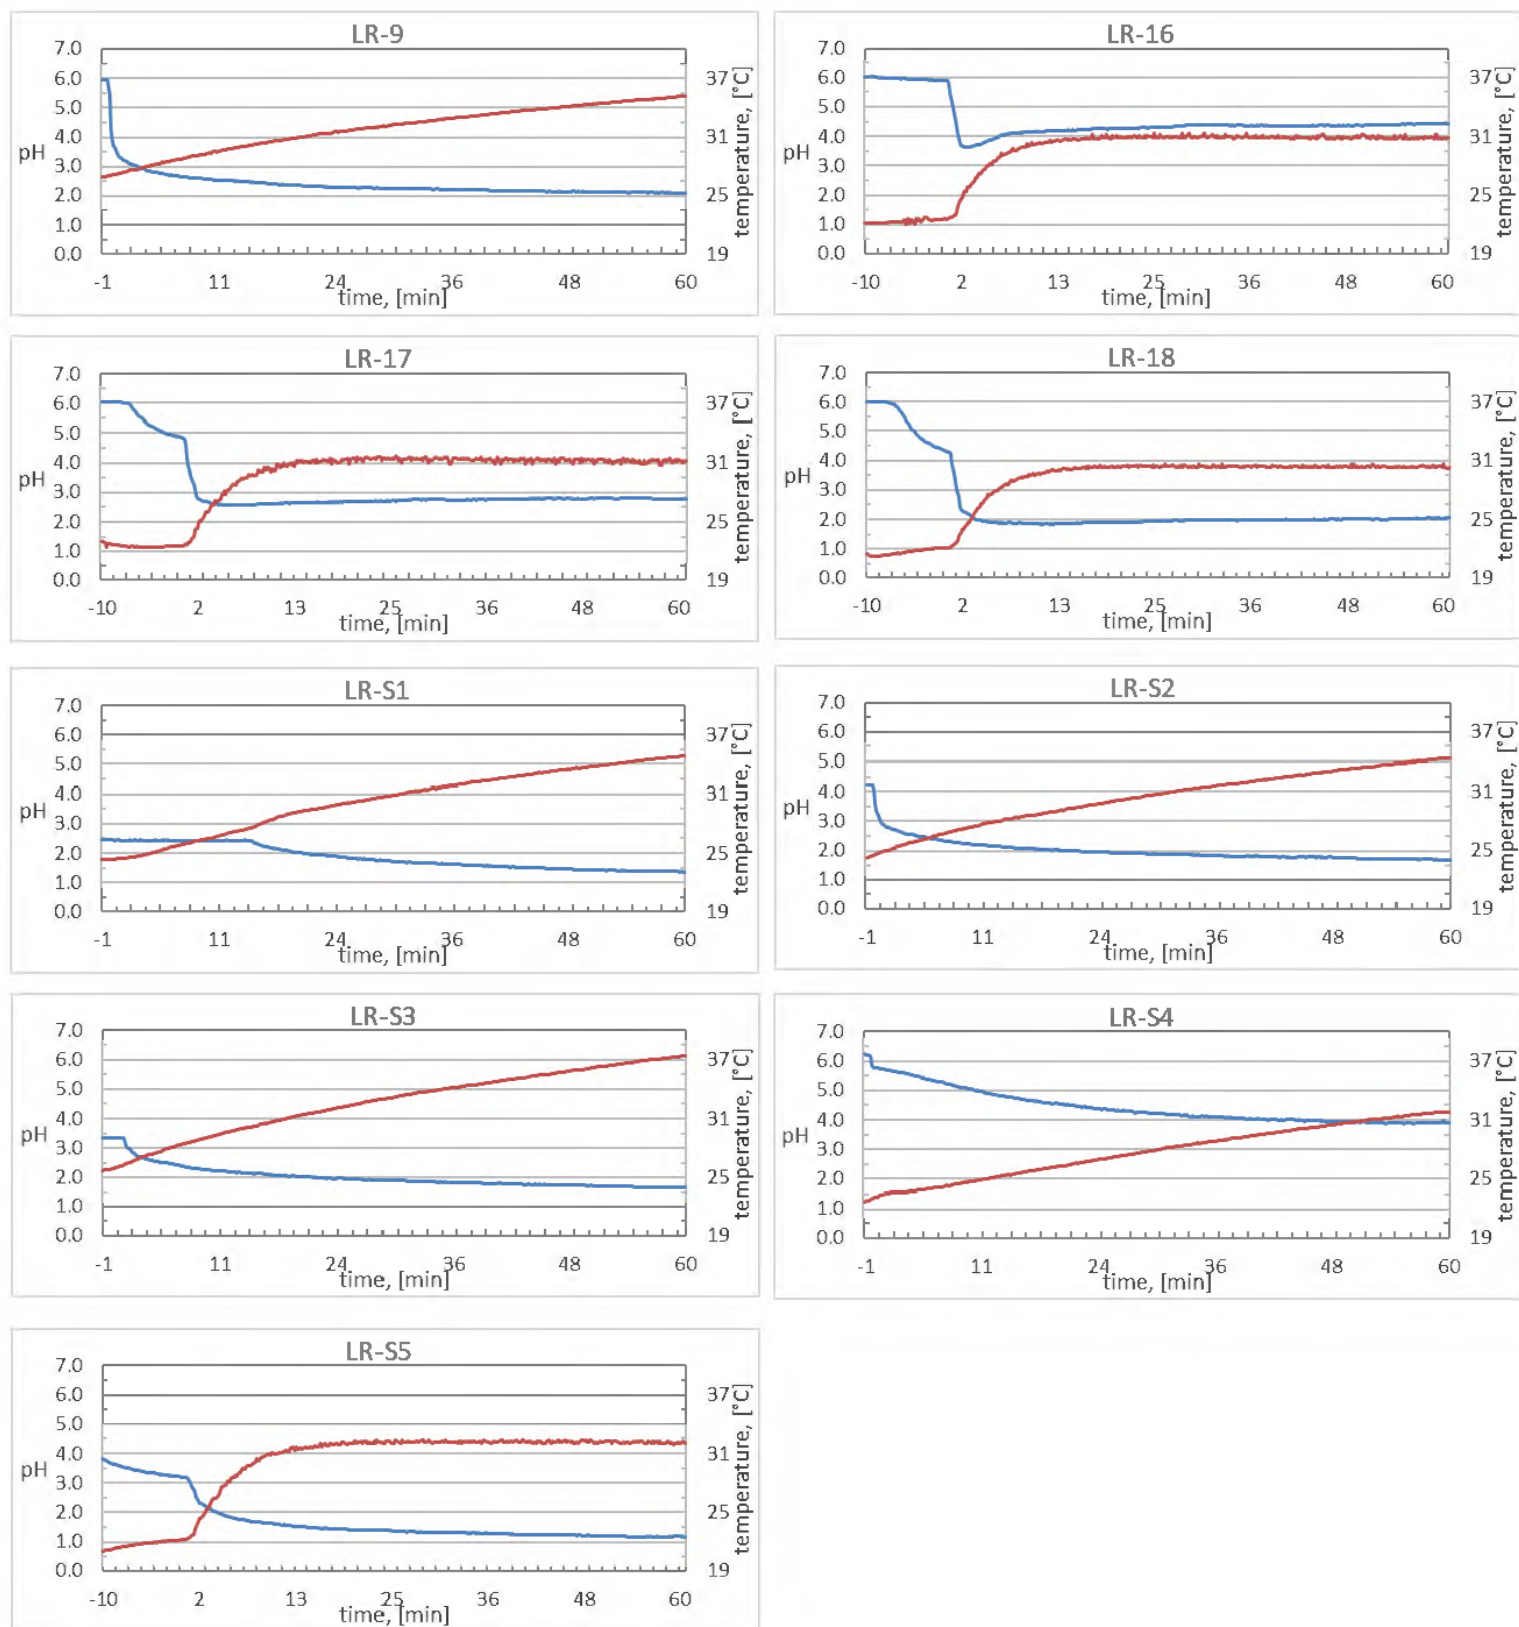 LR-9
7.0
6.0
5.0
4.0
3.0
2.0
1.0
0.0
pH
37
31
25
19
temperature, [°C]
-1 11 24 36 48 60
time, [min]
LR-16
7.0
6.0
5.0
4.0
3.0
2.0
1.0
0.0
pH
37
31
25
19
temperature, [°C]
-10 2 13 25 36 48 60
time, [min]
LR-17
7.0
6.0
5.0
4.0
3.0
2.0
1.0
0.0
pH
37
31
25
19
temperature, [°C]
-10 2 13 25 36 48 60
time, [min]
LR-18
7.0
6.0
5.0
4.0
3.0
2.0
1.0
0.0
pH
37
31
25
19
temperature, [°C]
-10 2 13 25 36 48 60
time, [min]
LR-S1
7.0
6.0
5.0
4.0
3.0
2.0
1.0
0.0
pH
37
31
25
19
temperature, [°C]
-1 11 24 36 48 60
time, [min]
LR-S2
7.0
6.0
5.0
4.0
3.0
2.0
1.0
0.0
pH
37
31
25
19
temperature, [°C]
-1 11 24 36 48 60
time, [min]
LR-S3
7.0
6.0
5.0
4.0
3.0
2.0
1.0
0.0
pH
37
31
25
19
temperature, [°C]
-1 11 24 36 48 60
time, [min]
LR-S4
7.0
6.0
5.0
4.0
3.0
2.0
1.0
0.0
pH
37
31
25
19
temperature, [°C]
-1 11 24 36 48 60
time, [min]
LR-S5
7.0
6.0
5.0
4.0
3.0
2.0
1.0
0.0
pH
37
31
25
19
temperature, [°C]
-10 2 13 25 36 48 60
time, [min]